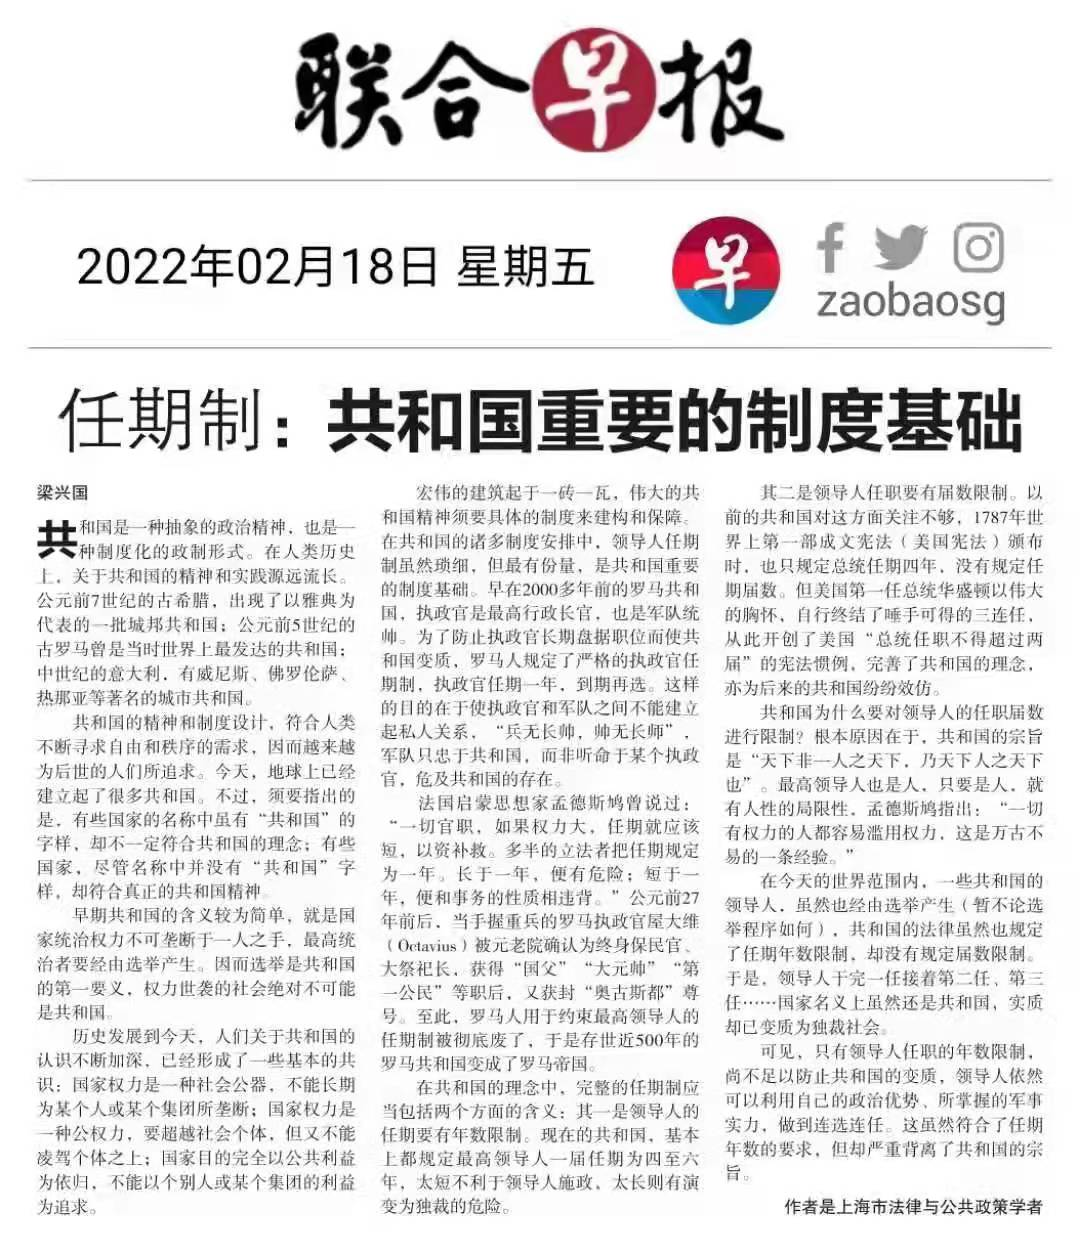 联合早报
2022年02月18日 星期五
早
zaobaosg
任期制：共和国重要的制度基础
梁兴国
共和国是一种抽象的政治精神，也是一
种制度化的政制形式。在人类历史
上，关于共和国的精神和实践源远流长。
公元前7世纪的古希腊，出现了以雅典为
代表的一批城邦共和国；公元前5世纪的
古罗马曾是当时世界上最发达的共和国；
中世纪的意大利，有威尼斯、佛罗伦萨、
热那亚等著名的城市共和国。
共和国的精神和制度设计，符合人类
不断寻求自由和秩序的需求，因而越来越
为后世的人们所追求。今天，地球上已经
建立起了很多共和国。不过，须要指出的
是，有些国家的名称中虽有“共和国”的
字样，却不一定符合共和国的理念；有些
国家，尽管名称中并没有“共和国”字
样，却符合真正的共和国精神。
早期共和国的含义较为简单，就是国
家统治权力不可垄断于一人之手，最高统
治者要经由选举产生。因而选举是共和国
的第一要义，权力世袭的社会绝对不可能
是共和国。
历史发展到今天，人们关于共和国的
认识不断加深，已经形成了一些基本的共
识：国家权力是一种社会公器，不能长期
为某个人或某个集团所垄断；国家权力是
一种公权力，要超越社会个体，但又不能
凌驾个体之上；国家目的完全以公共利益
为依归，不能以个别人或某个集团的利益
为追求。
宏伟的建筑起于一砖一瓦，伟大的共
和国精神须要具体的制度来建构和保障。
在共和国的诸多制度安排中，领导人任期
制虽然琐细，但最有份量，是共和国重要
的制度基础。早在2000多年前的罗马共和
国，执政官是最高行政长官，也是军队统
帅。为了防止执政官长期盘据职位而使共
和国变质，罗马人规定了严格的执政官任
期制，执政官任期一年，到期再选。这样
的目的在于使执政官和军队之间不能建立
起私人关系，“兵无长帅，帅无长师”，
军队只忠于共和国，而非听命于某个执政
官，危及共和国的存在。
法国启蒙思想家孟德斯鸠曾说过：
“一切官职，如果权力大，任期就应该
短，以资补救。多半的立法者把任期规定
为一年。长于一年，便有危险；短于一
年，便和事务的性质相违背。”公元前27
年前后，当手握重兵的罗马执政官屋大维
（Octavius）被元老院确认为终身保民官、
大祭祀长，获得“国父”“大元帅”“第
一公民”等职后，又获封“奥古斯都”尊
号。至此，罗马人用于约束最高领导人的
任期制被彻底废了，于是存世近500年的
罗马共和国变成了罗马帝国。
在共和国的理念中，完整的任期制应
当包括两个方面的含义：其一是领导人的
任期要有年数限制。现在的共和国，基本
上都规定最高领导人一届任期为四至六
年，太短不利于领导人施政，太长则有演
变为独裁的危险。
其二是领导人任职要有届数限制。以
前的共和国对这方面关注不够，1787年世
界上第一部成文宪法（美国宪法）颁布
时，也只规定总统任期四年，没有规定任
期届数。但美国第一任总统华盛顿以伟大
的胸怀，自行终结了唾手可得的三连任，
从此开创了美国“总统任职不得超过两
届”的宪法惯例，完善了共和国的理念，
亦为后来的共和国纷纷效仿。
共和国为什么要对领导人的任职届数
进行限制？根本原因在于，共和国的宗旨
是“天下非一人之天下，乃天下人之天下
也”。最高领导人也是人，只要是人，就
有人性的局限性，孟德斯鸠指出：“一切
有权力的人都容易滥用权力，这是万古不
易的一条经验。”
在今天的世界范围内，一些共和国的
领导人，虽然也经由选举产生（暂不论选
举程序如何），共和国的法律虽然也规定
了任期年数限制，却没有规定届数限制。
于是，领导人干完一任接着第二任、第三
任……国家名义上虽然还是共和国，实质
却已变质为独裁社会。
可见，只有领导人任职的年数限制，
尚不足以防止共和国的变质，领导人依然
可以利用自己的政治优势、所掌握的军事
实力，做到连选连任。这虽然符合了任期
年数的要求，但却严重背离了共和国的宗
旨。
作者是上海市法律与公共政策学者